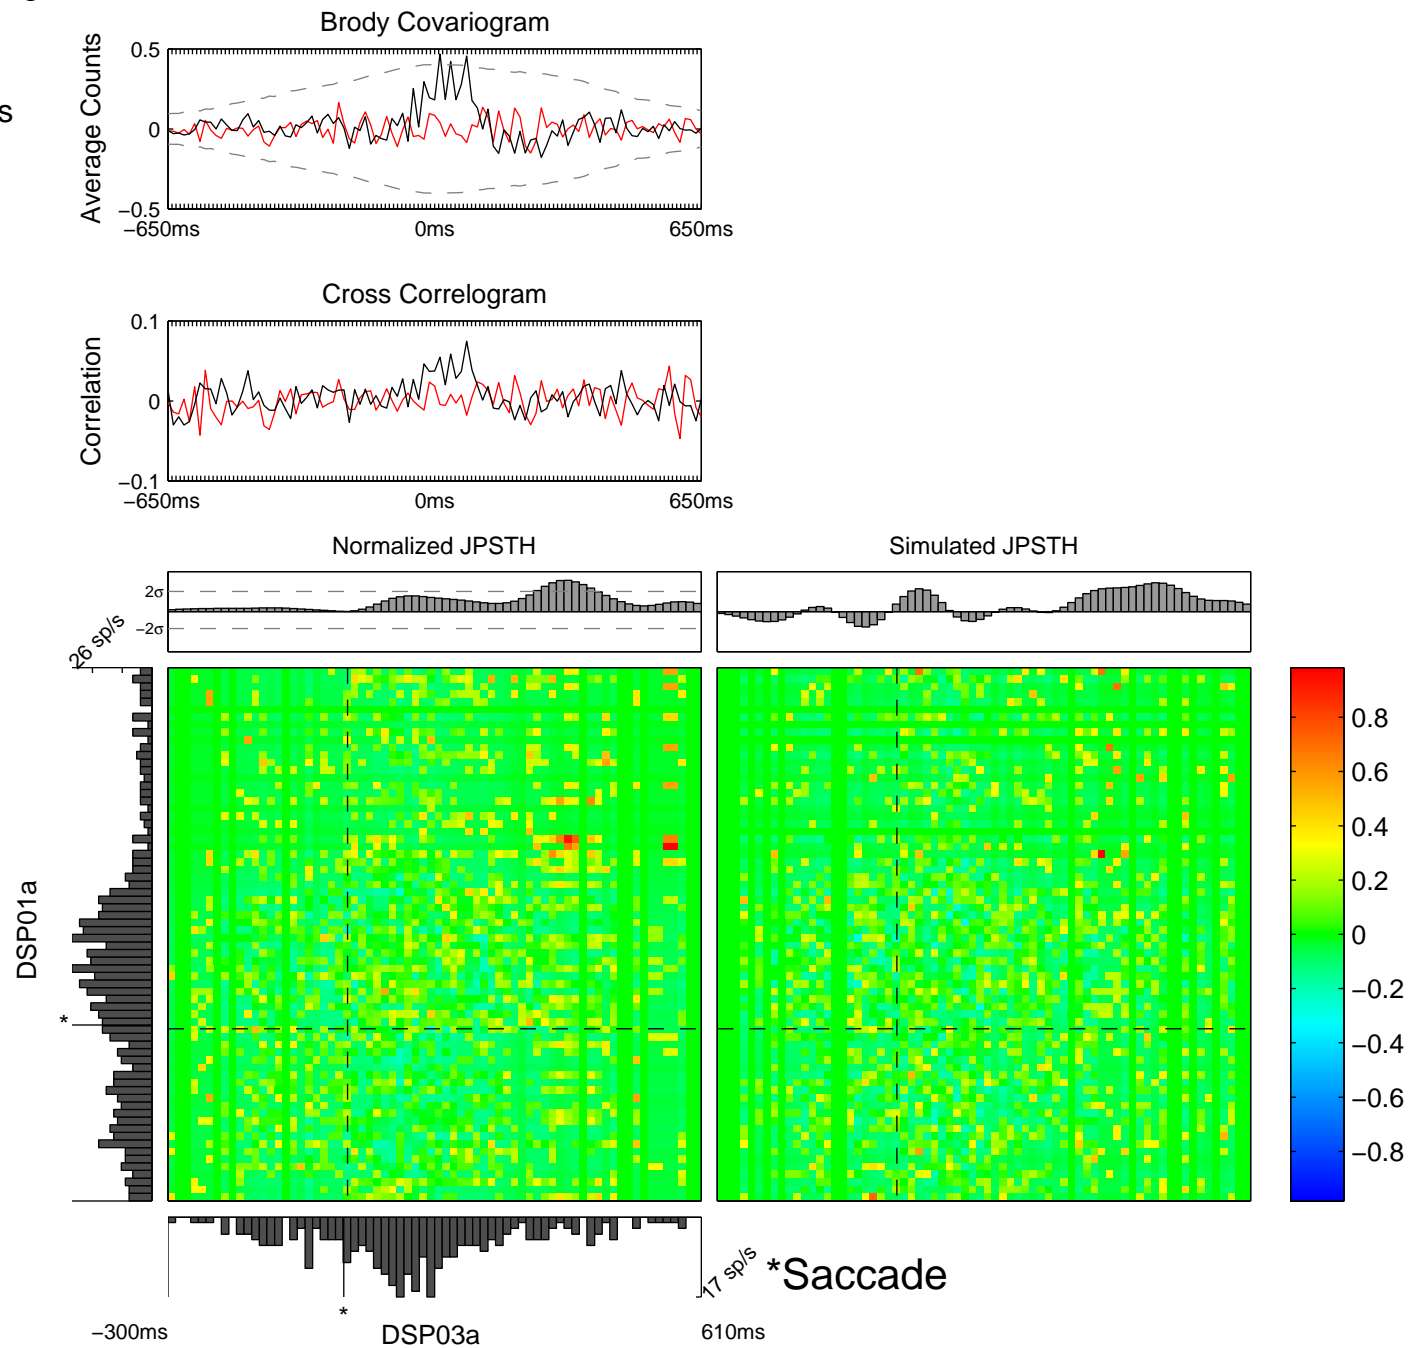 Brody Covariogram
s
Average Counts
0.5
0
−0.5
−650ms
0ms
650ms
Cross Correlogram
Correlation
0.1
0
−0.1
−650ms
0ms
650ms
Normalized JPSTH
Simulated JPSTH
2σ
−2σ
26 sp/s
DSP01a
*
0.8
0.6
0.4
0.2
0
−0.2
−0.4
−0.6
−0.8
17 sp/s
*Saccade
*
−300ms
DSP03a
610ms